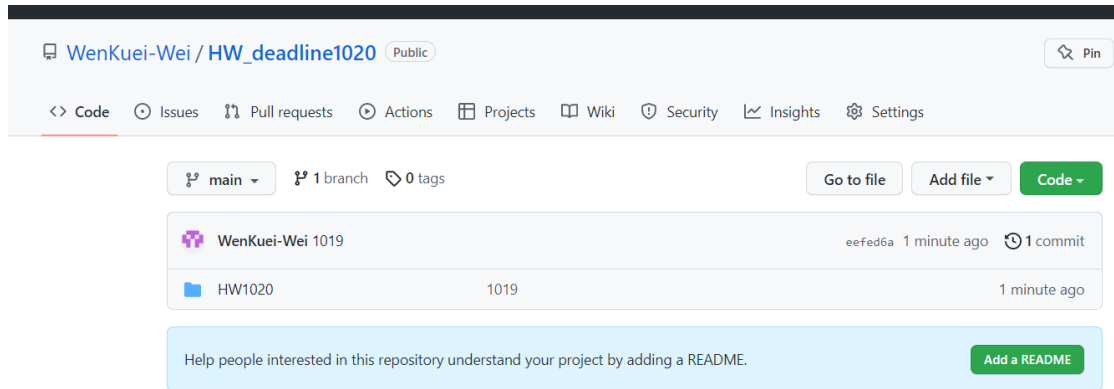 WenKuei-Wei / HW_deadline1020 Public
Pin
Code Issues Pull requests Actions Projects Wiki Security Insights Settings
main 1 branch 0 tags Go to file Add file Code
WenKuei-Wei 1019 eefed6a 1 minute ago 1 commit
HW1020 1019 1 minute ago
Help people interested in this repository understand your project by adding a README. Add a README